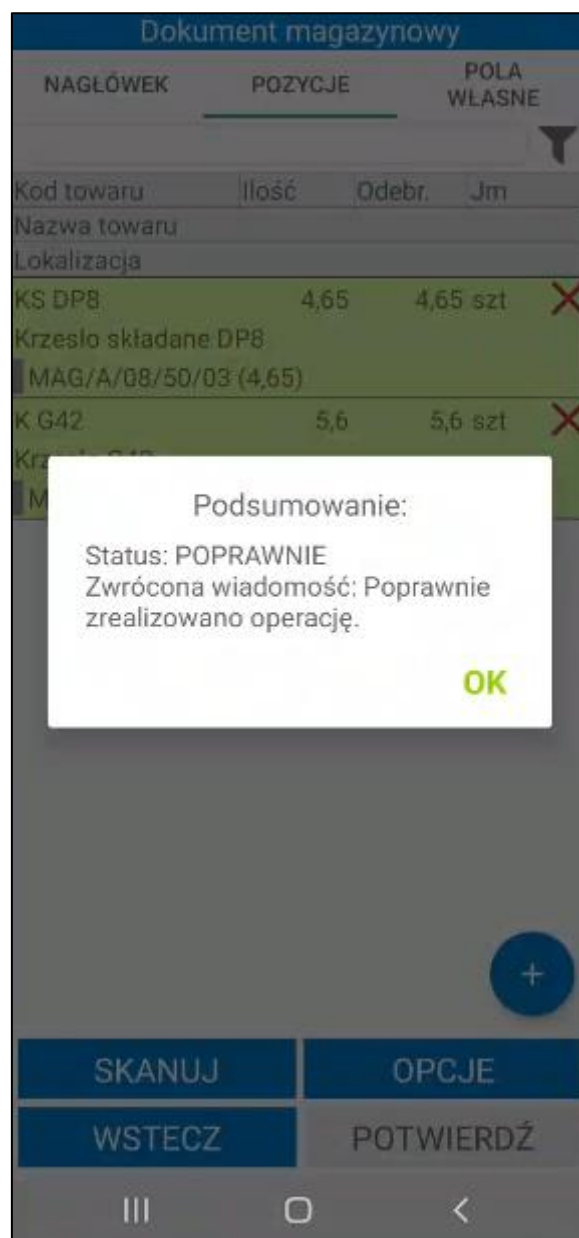 Dokument magazynowy
NAGŁÓWEK POZYCJE POLA WŁASNE
Kod towaru Ilość Odebr. Jm
Nazwa towaru
Lokalizacja
KS DP8 4,65 4,65 szt
Krzesło składane DP8
MAG/A/08/50/03 (4,65)
K G42 5,6 5,6 szt
Podsumowanie:
Status: POPRAWNIE
Zwrócona wiadomość: Poprawnie
zrealizowano operację.
OK
+
SKANUJ OPCJE
WSTECZ POTWIERDŹ